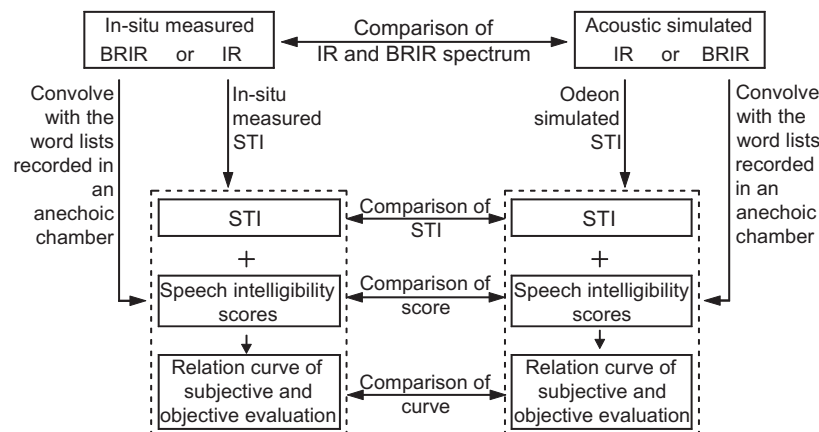 In-situ measured
BRIR or IR
Comparison of
IR and BRIR spectrum
Acoustic simulated
IR or BRIR
Convolve
with the
word lists
recorded in
an
anechoic
chamber
In-situ
measured
STI
Odeon
simulated
STI
Convolve
with the
word lists
recorded
in an
anechoic
chamber
STI
Comparison of
STI
STI
+
+
Speech intelligibility
scores
Comparison of
score
Speech intelligibility
scores
Relation curve of
subjective and
objective evaluation
Comparison of
curve
Relation curve of
subjective and
objective evaluation